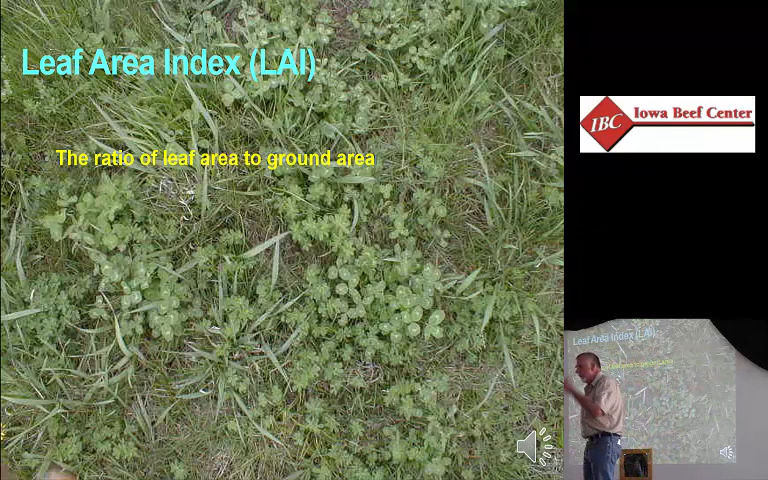 Leaf Area Index (LAI)
The ratio of leaf area to ground area
IBC
Iowa Beef Center
Leaf Area Index (LAI)